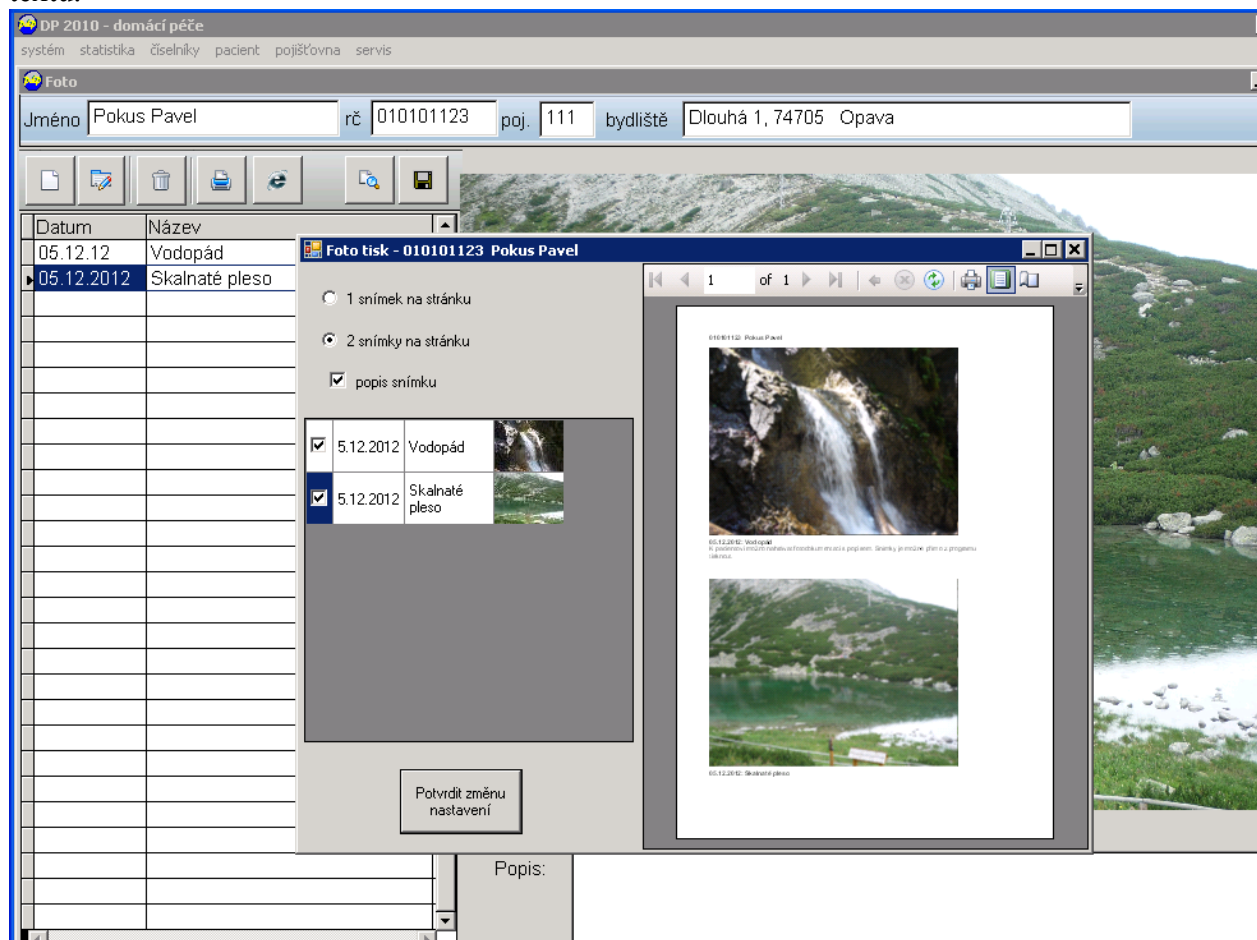 DP 2010 - domácí péče
systém statistika číselníky pacient pojišťovna servis
Foto
Jméno Pokus Pavel rč 010101123 poj. 111 bydliště Dlouhá 1, 74705 Opava
Datum Název
05.12.12 Vodopád
05.12.2012 Skalnaté pleso
Foto tisk - 010101123 Pokus Pavel
1 snímek na stránku
2 snímky na stránku
popis snímku
5.12.2012 Vodopád
5.12.2012 Skalnaté
pleso
Potvrdit změnu
nastavení
1 of 1
010101123 Pokus Pavel
05.12.2012: Vodopád
05.12.2012: Skalnaté pleso
Popis: